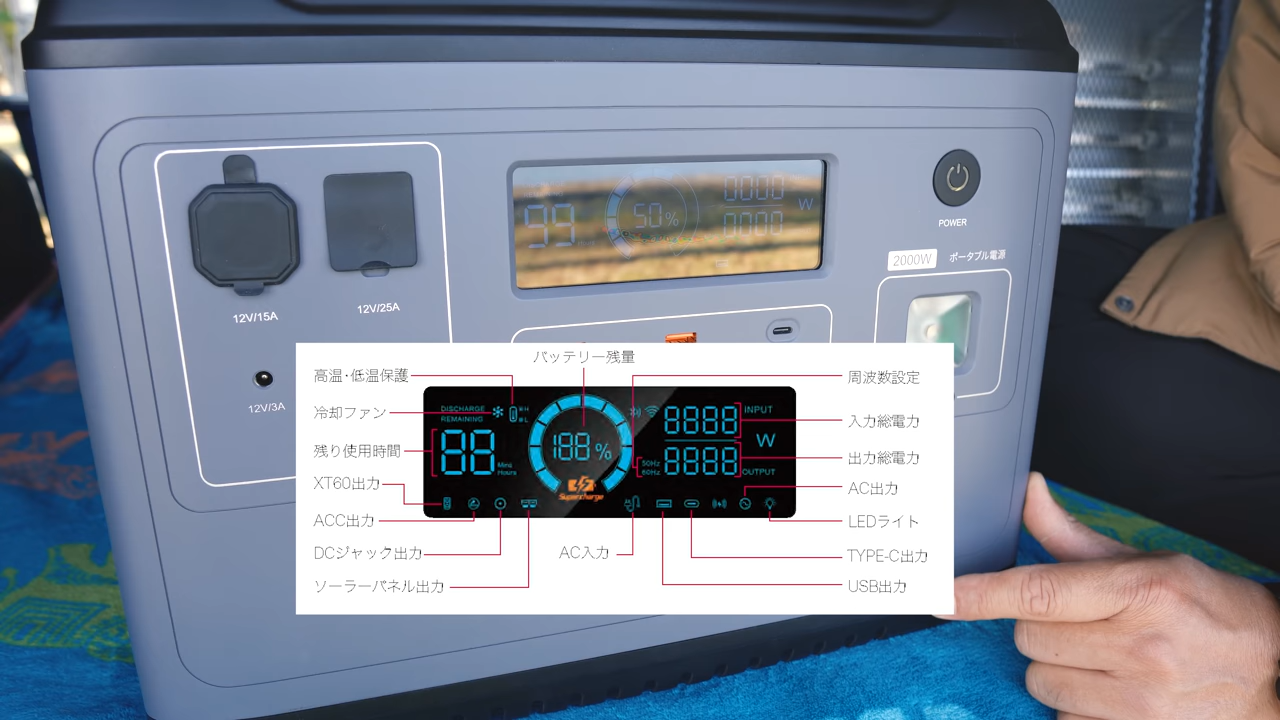 99
50%
0000
0000
W
POWER
2000W ポータブル電源
12V/15A
12V/25A
12V/3A
バッテリー残量
高温・低温保護
冷却ファン
残り使用時間
XT60出力
ACC出力
DCジャック出力
ソーラーパネル出力
DISCHARGE
REMAINING
H
L
88
Mins
Hours
188%
Supercharge
8888
INPUT
W
50Hz
60Hz
8888
OUTPUT
AC入力
周波数設定
入力総電力
出力総電力
AC出力
LEDライト
TYPE-C出力
USB出力